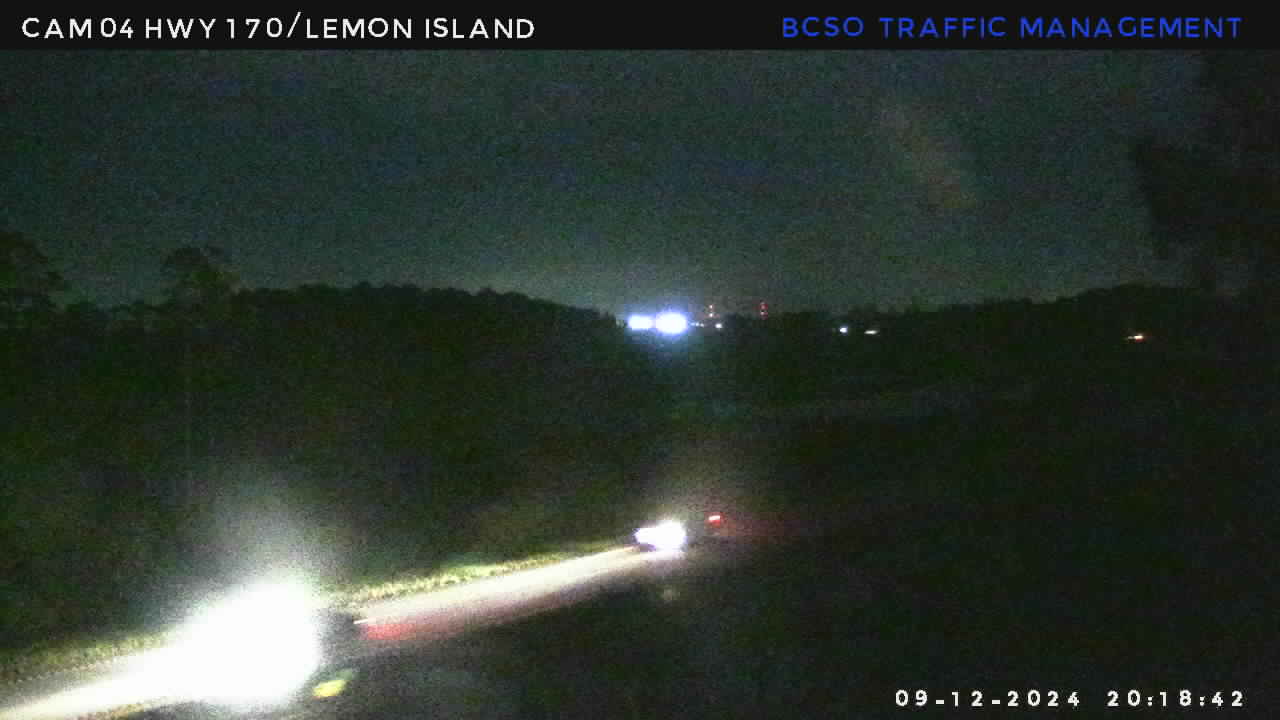 CAM04 HWY 170/LEMON ISLAND
BCSO TRAFFIC MANAGEMENT
09-12-2024 20:18:42